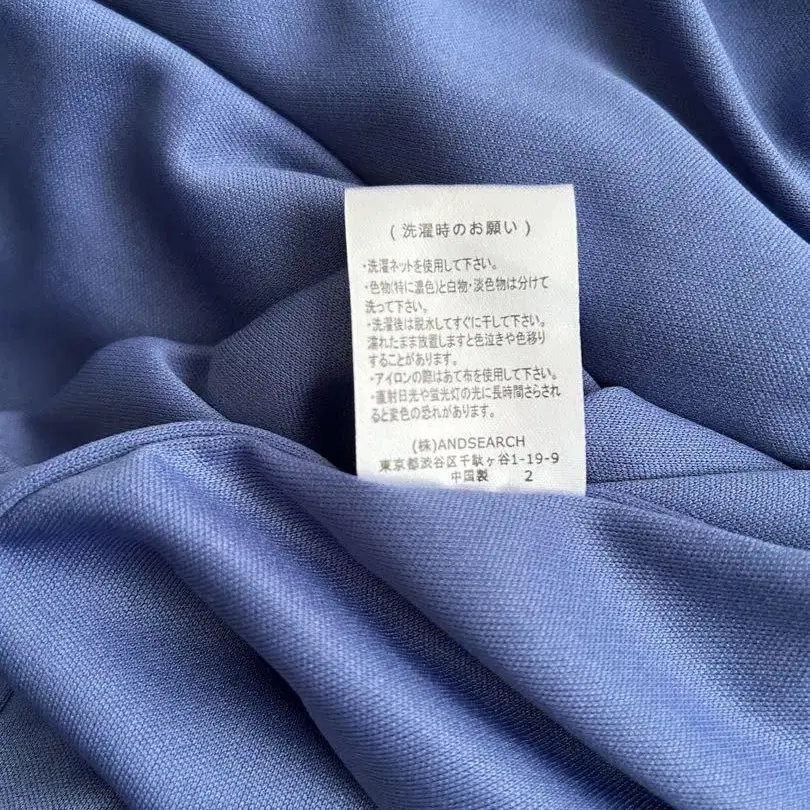 (洗濯時のお願い)
・洗濯ネットを使用して下さい。
・色物(特に濃色)と白物・淡色物は分けて
洗って下さい。
・洗濯後は脱水してすぐに干して下さい。
濡れたまま放置しますと色泣きや色移り
することがあります。
・アイロンの際はあて布を使用して下さい。
・直射日光や蛍光灯の光に長時間さらされ
ると変色の恐れがあります。
(株)ANDSEARCH
東京都渋谷区千駄ヶ谷1-19-9
中国製 2